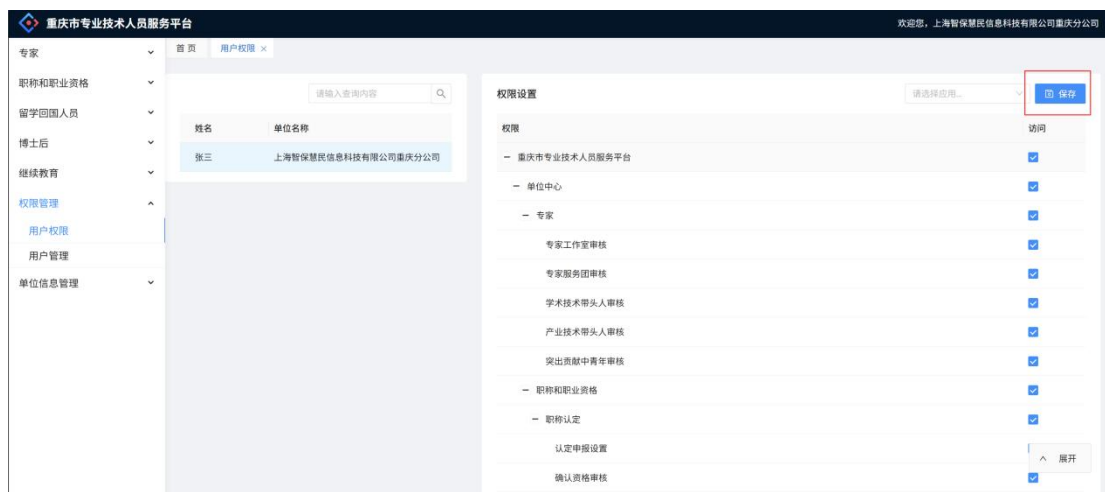 重庆市专业技术人员服务平台
欢迎您，上海智保慧民信息科技有限公司重庆分公司
专家
职称和职业资格
留学回国人员
博士后
继续教育
权限管理
用户权限
用户管理
单位信息管理
首页 用户权限 ×
请输入查询内容
姓名 单位名称
张三 上海智保慧民信息科技有限公司重庆分公司
权限设置 请选择应用... 保存
权限 访问
重庆市专业技术人员服务平台
单位中心
专家
专家工作室审核
专家服务团审核
学术技术带头人审核
产业技术带头人审核
突出贡献中青年审核
职称和职业资格
职称认定
认定申报设置
确认资格审核
展开